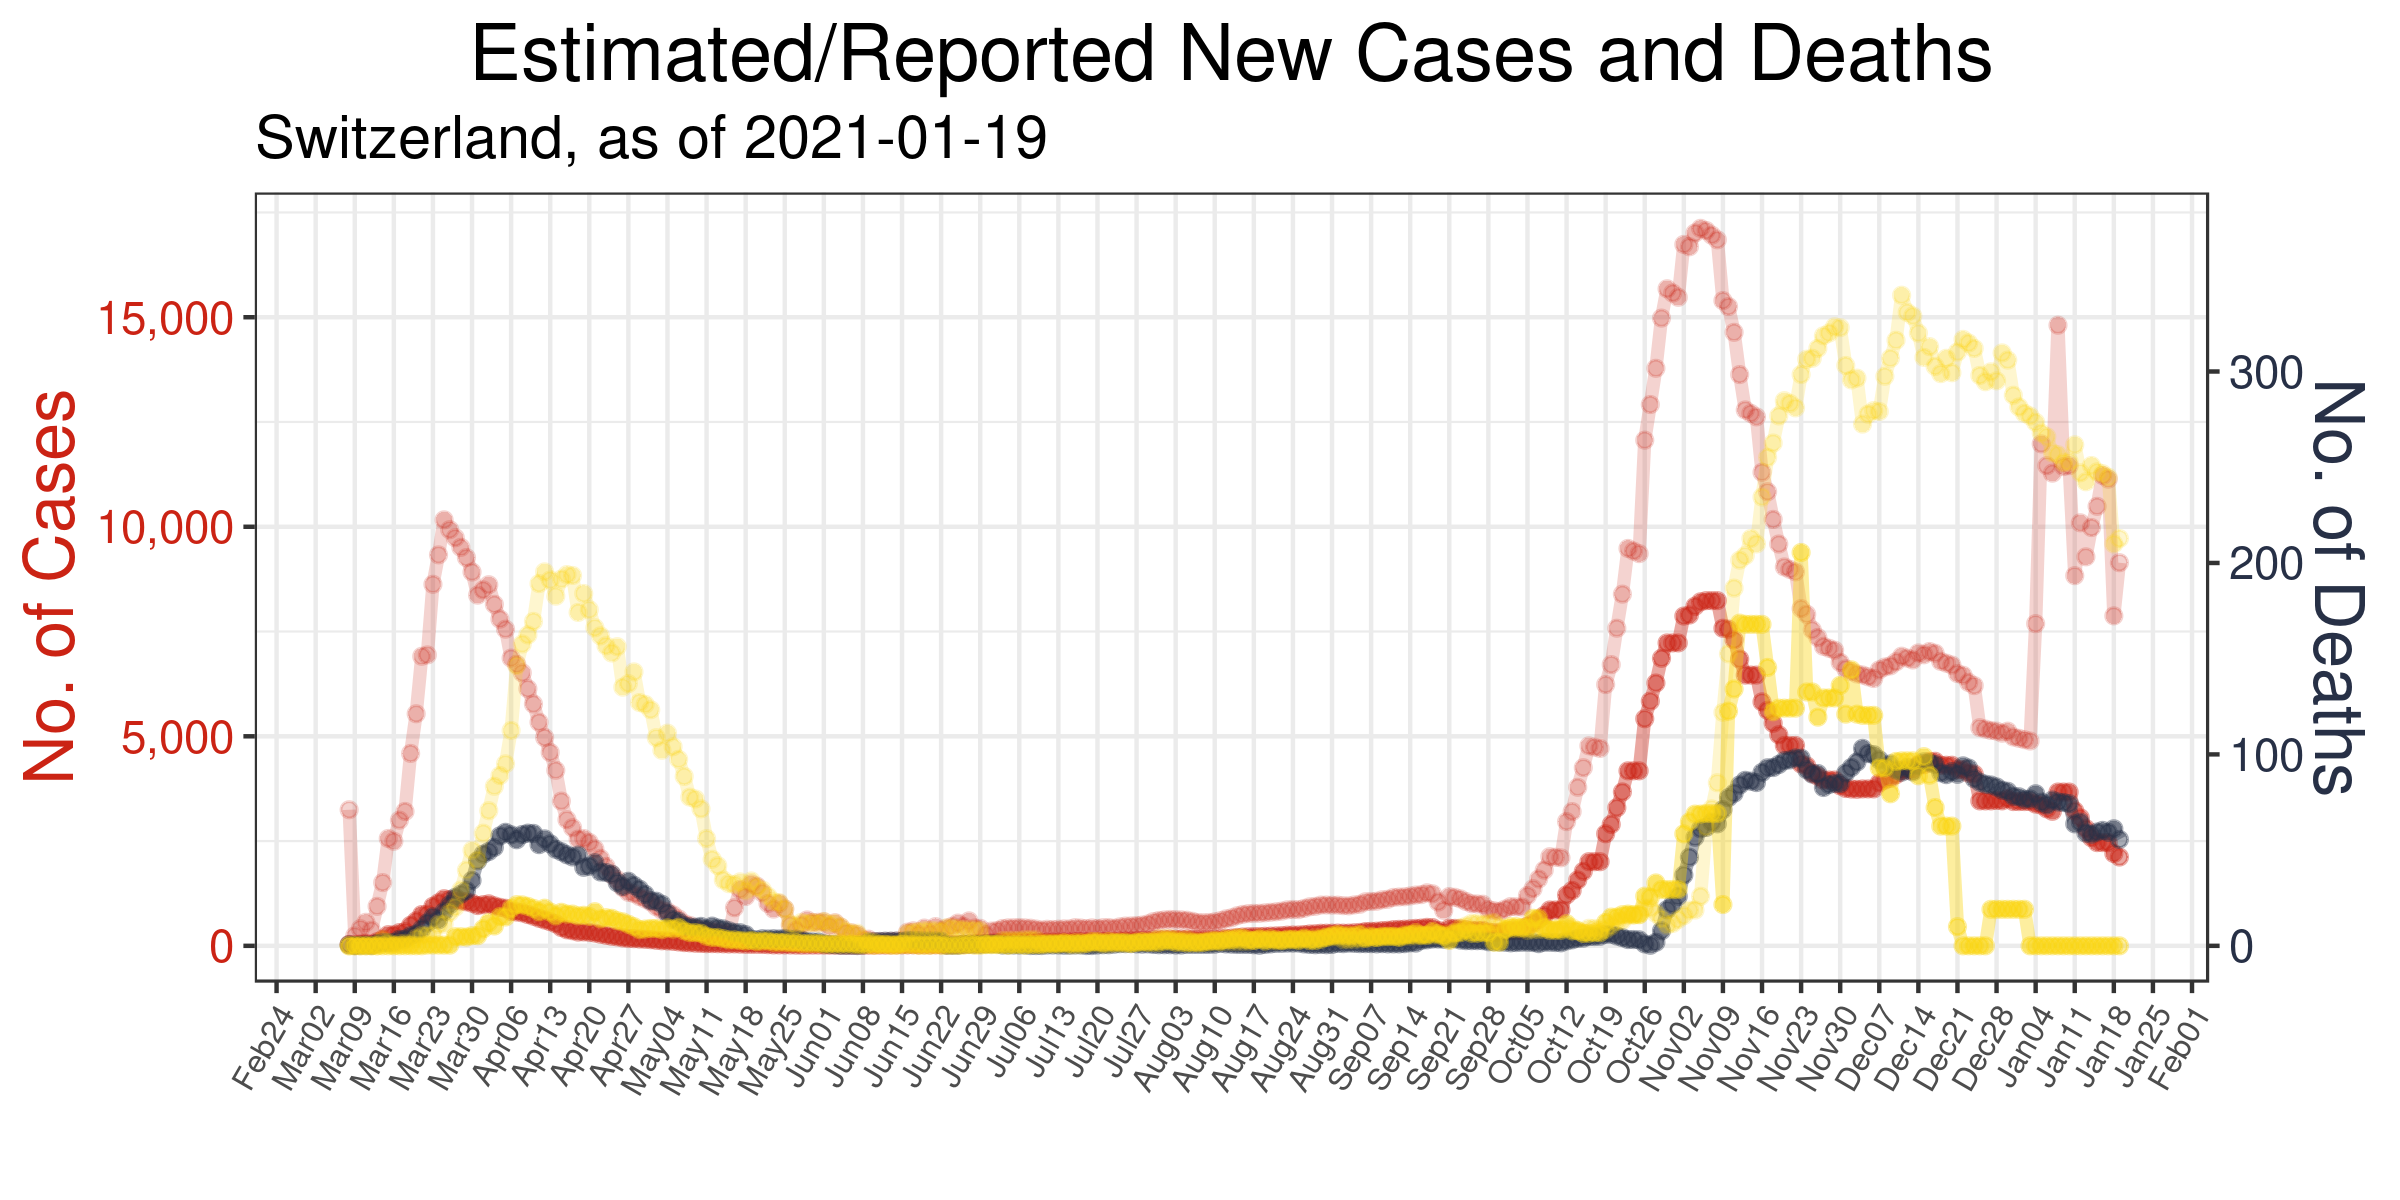 Estimated/Reported New Cases and Deaths
Switzerland, as of 2021-01-19
No. of Cases
15,000
10,000
5,000
0
300
200
100
0
No. of Deaths
Feb24
Mar02
Mar09
Mar16
Mar23
Mar30
Apr06
Apr13
Apr20
Apr27
May04
May11
May18
May25
Jun01
Jun08
Jun15
Jun22
Jun29
Jul06
Jul13
Jul20
Jul27
Aug03
Aug10
Aug17
Aug24
Aug31
Sep07
Sep14
Sep21
Sep28
Oct05
Oct12
Oct19
Oct26
Nov02
Nov09
Nov16
Nov23
Nov30
Dec07
Dec14
Dec21
Dec28
Jan04
Jan11
Jan18
Jan25
Feb01